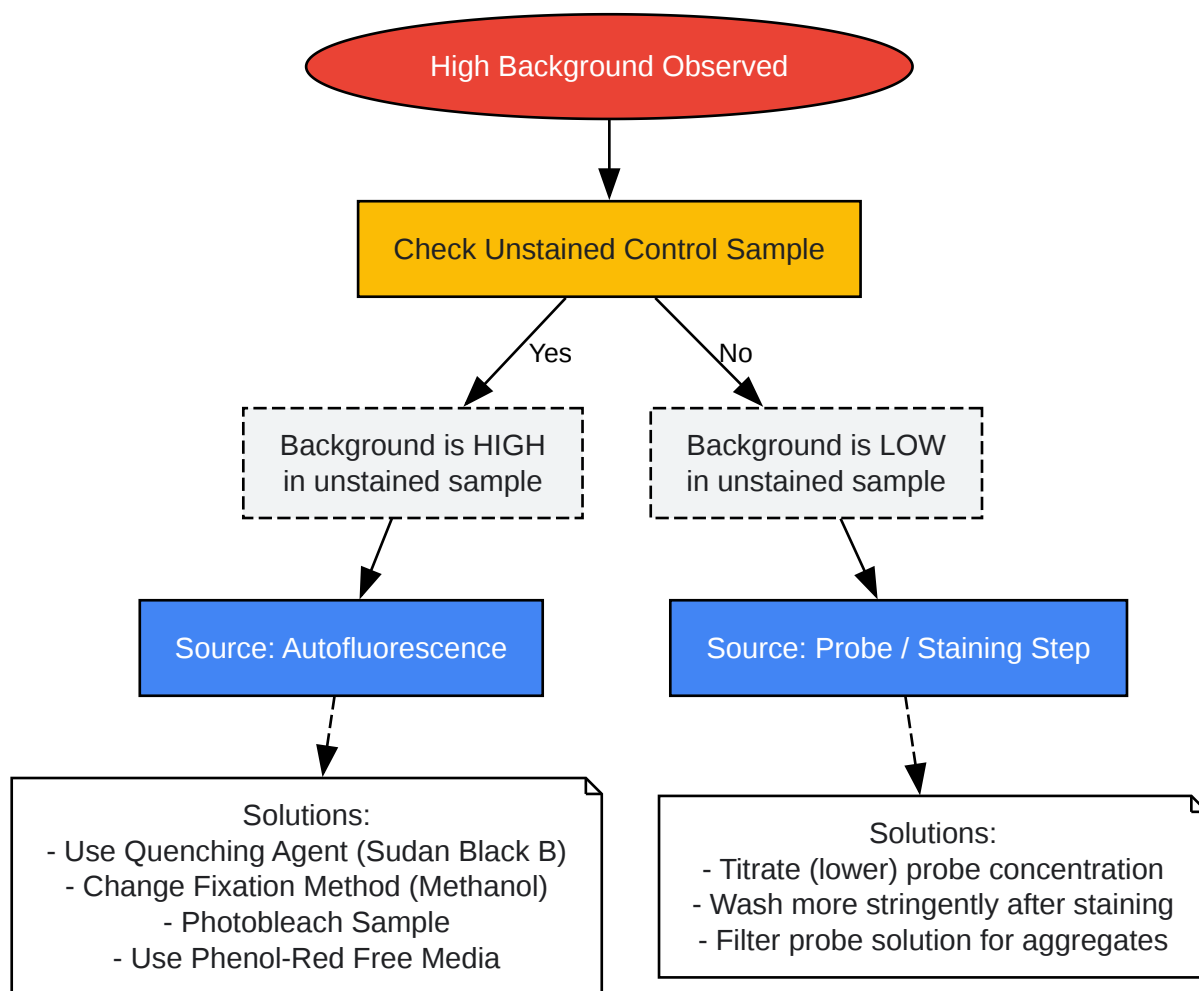 High Background Observed
Check Unstained Control Sample
Yes
No
Background is HIGH
in unstained sample
Background is LOW
in unstained sample
Source: Autofluorescence
Source: Probe / Staining Step
Solutions:
- Use Quenching Agent (Sudan Black B)
- Change Fixation Method (Methanol)
- Photobleach Sample
- Use Phenol-Red Free Media
Solutions:
- Titrate (lower) probe concentration
- Wash more stringently after staining
- Filter probe solution for aggregates